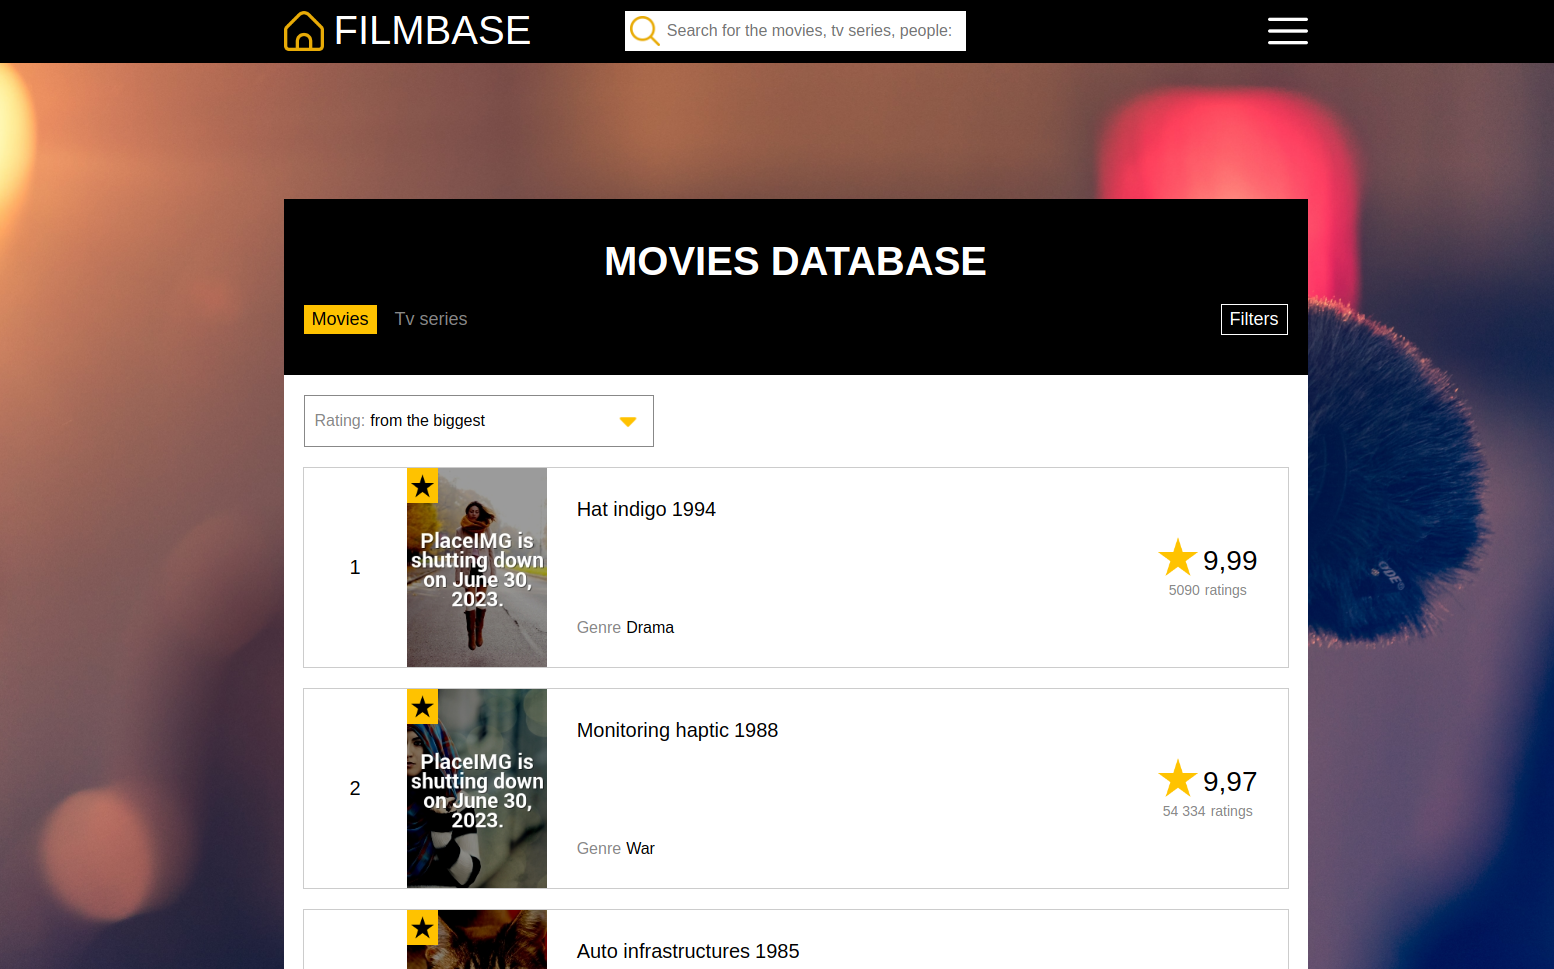 FILMBASE
Search for the movies, tv series, people:
MOVIES DATABASE
Movies
Tv series
Filters
Rating: from the biggest
1
PlaceIMG is
shutting down
on June 30,
2023.
Hat indigo 1994
Genre Drama
9,99
5090 ratings
2
PlaceIMG is
shutting down
on June 30,
2023.
Monitoring haptic 1988
Genre War
9,97
54 334 ratings
Auto infrastructures 1985